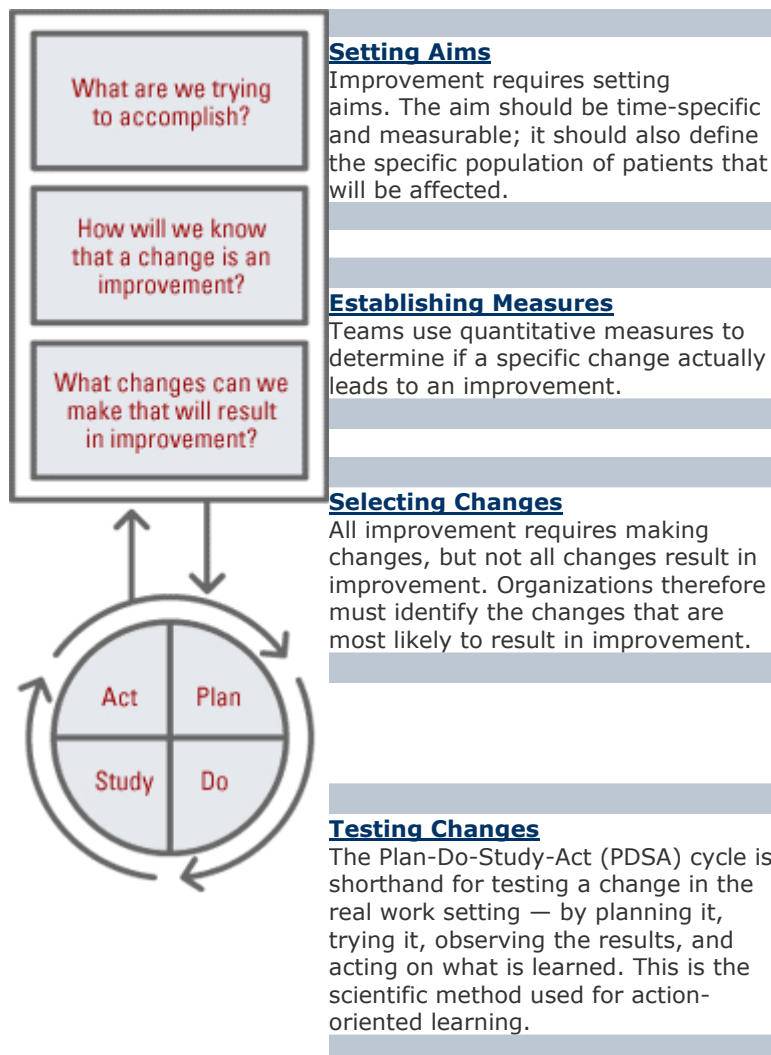 What are we trying
to accomplish?
How will we know
that a change is an
improvement?
What changes can we
make that will result
in improvement?
Act
Plan
Study
Do
Setting Aims
Improvement requires setting
aims. The aim should be time-specific
and measurable; it should also define
the specific population of patients that
will be affected.
Establishing Measures
Teams use quantitative measures to
determine if a specific change actually
leads to an improvement.
Selecting Changes
All improvement requires making
changes, but not all changes result in
improvement. Organizations therefore
must identify the changes that are
most likely to result in improvement.
Testing Changes
The Plan-Do-Study-Act (PDSA) cycle is
shorthand for testing a change in the
real work setting — by planning it,
trying it, observing the results, and
acting on what is learned. This is the
scientific method used for action-
oriented learning.